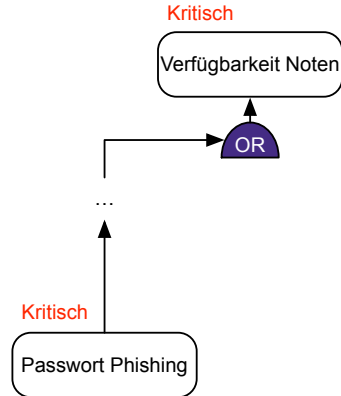 Kritisch
Verfügbarkeit Noten
OR
...
Kritisch
Passwort Phishing